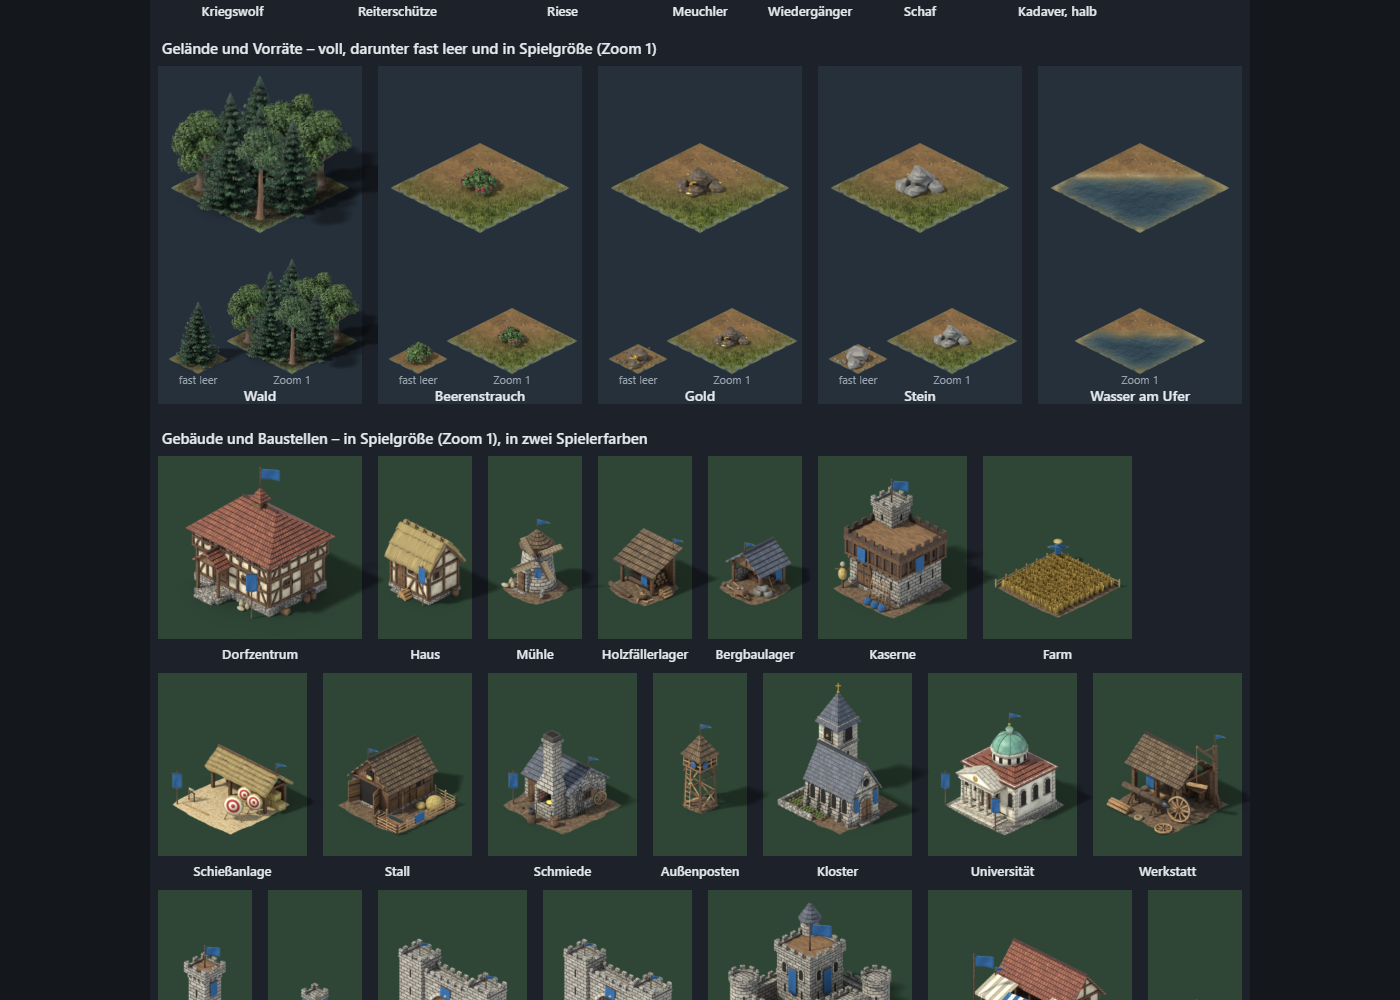 Kriegswolf Reiterschütze Riese Meuchler Wiedergänger Schaf Kadaver, halb
Gelände und Vorräte – voll, darunter fast leer und in Spielgröße (Zoom 1)
fast leer Zoom 1 fast leer Zoom 1 fast leer Zoom 1 fast leer Zoom 1 Zoom 1
Wald Beerenstrauch Gold Stein Wasser am Ufer
Gebäude und Baustellen – in Spielgröße (Zoom 1), in zwei Spielerfarben
Dorfzentrum Haus Mühle Holzfällerlager Bergbaulager Kaserne Farm
Schießanlage Stall Schmiede Außenposten Kloster Universität Werkstatt